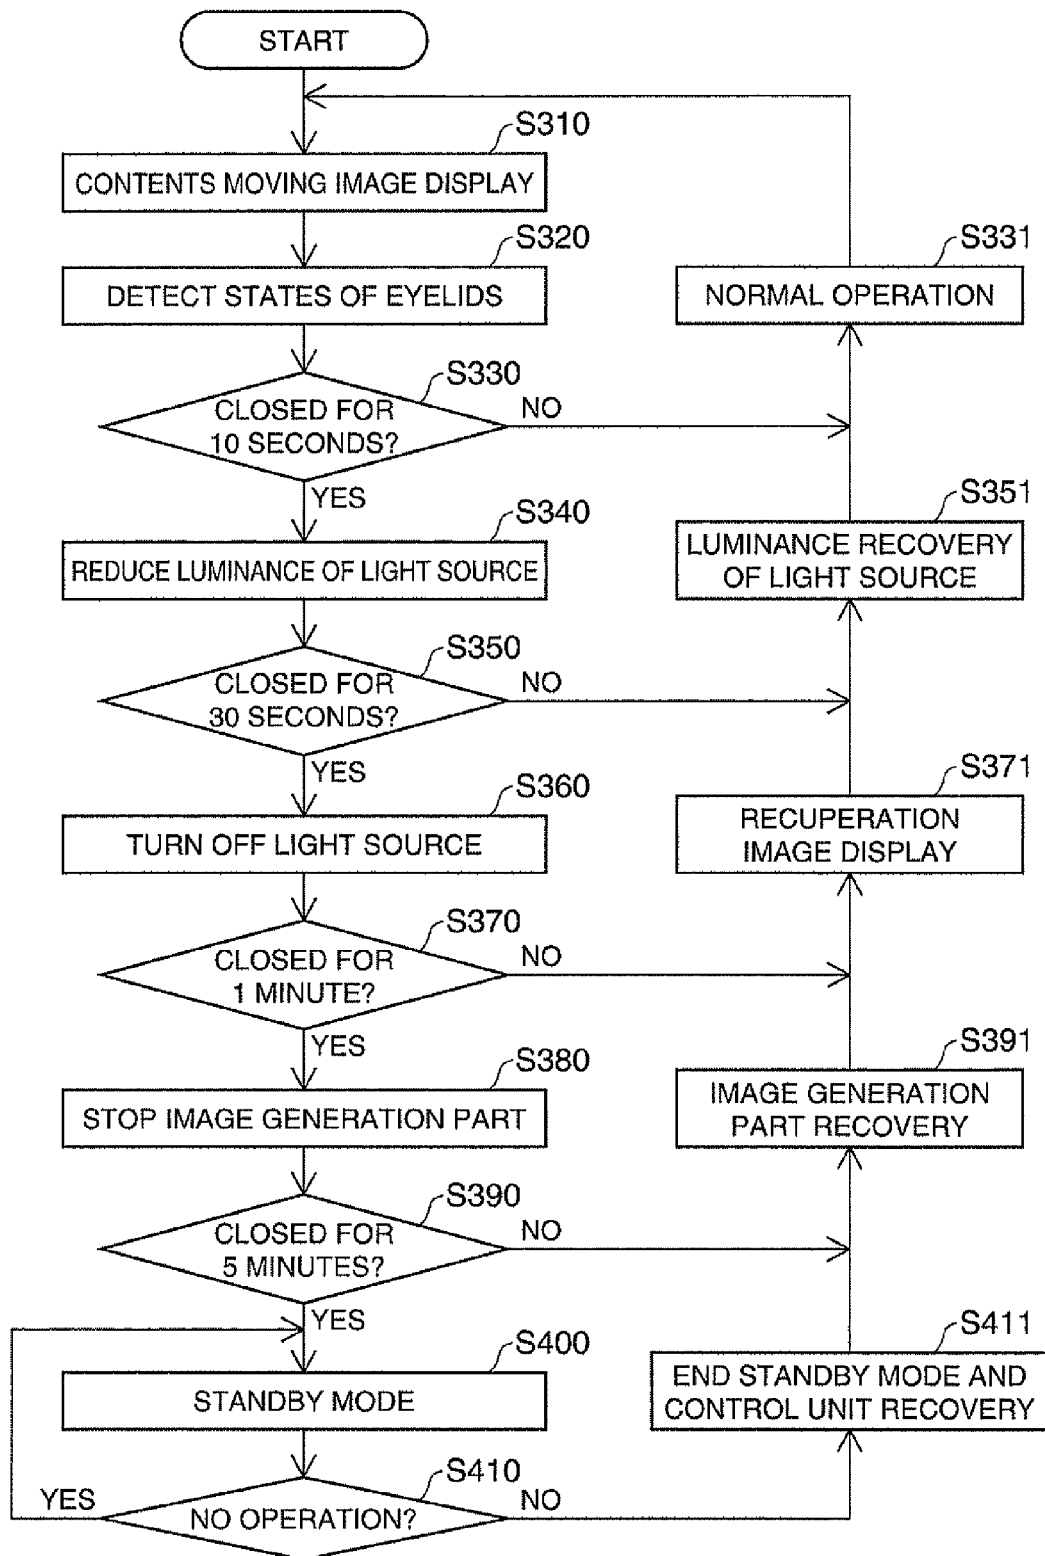 START
S310
CONTENTS MOVING IMAGE DISPLAY
S320
DETECT STATES OF EYELIDS
S331
NORMAL OPERATION
S330
CLOSED FOR
10 SECONDS?
NO
YES
S340
REDUCE LUMINANCE OF LIGHT SOURCE
S351
LUMINANCE RECOVERY
OF LIGHT SOURCE
S350
CLOSED FOR
30 SECONDS?
NO
YES
S360
TURN OFF LIGHT SOURCE
S371
RECUPERATION
IMAGE DISPLAY
S370
CLOSED FOR
1 MINUTE?
NO
YES
S380
STOP IMAGE GENERATION PART
S391
IMAGE GENERATION
PART RECOVERY
S390
CLOSED FOR
5 MINUTES?
NO
YES
S400
STANDBY MODE
S411
END STANDBY MODE AND
CONTROL UNIT RECOVERY
S410
NO OPERATION?
YES
NO